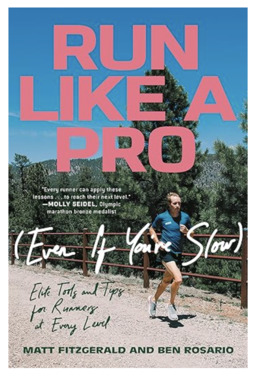 RUN
LIKE A
PRO
"Every runner can apply these
lessons . . . to reach their next level."
—MOLLY SEIDEL, Olympic
marathon bronze medalist
(Even If You're Slow)
Elite Tools and Tips
for Runners
at Every Level
MATT FITZGERALD AND BEN ROSARIO